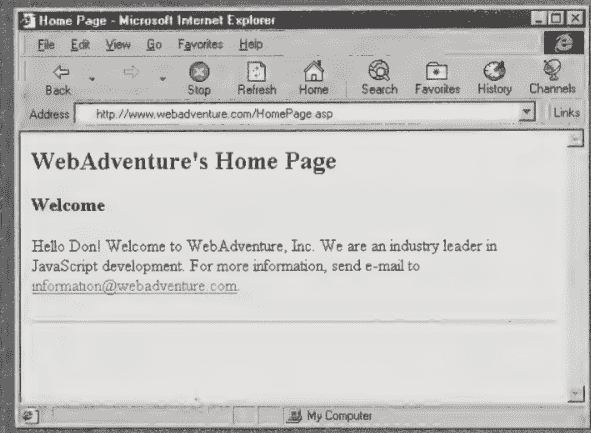 Home Page - Microsoft Internet Explorer
File Edit View Go Favorites Help
Back Stop Refresh Home Search Favorites History Channels
Address http://www.webadventure.com/HomePage.asp Links
WebAdventure's Home Page
Welcome
Hello Don! Welcome to WebAdventure, Inc. We are an industry leader in
JavaScript development. For more information, send e-mail to
information@webadventure.com.
My Computer